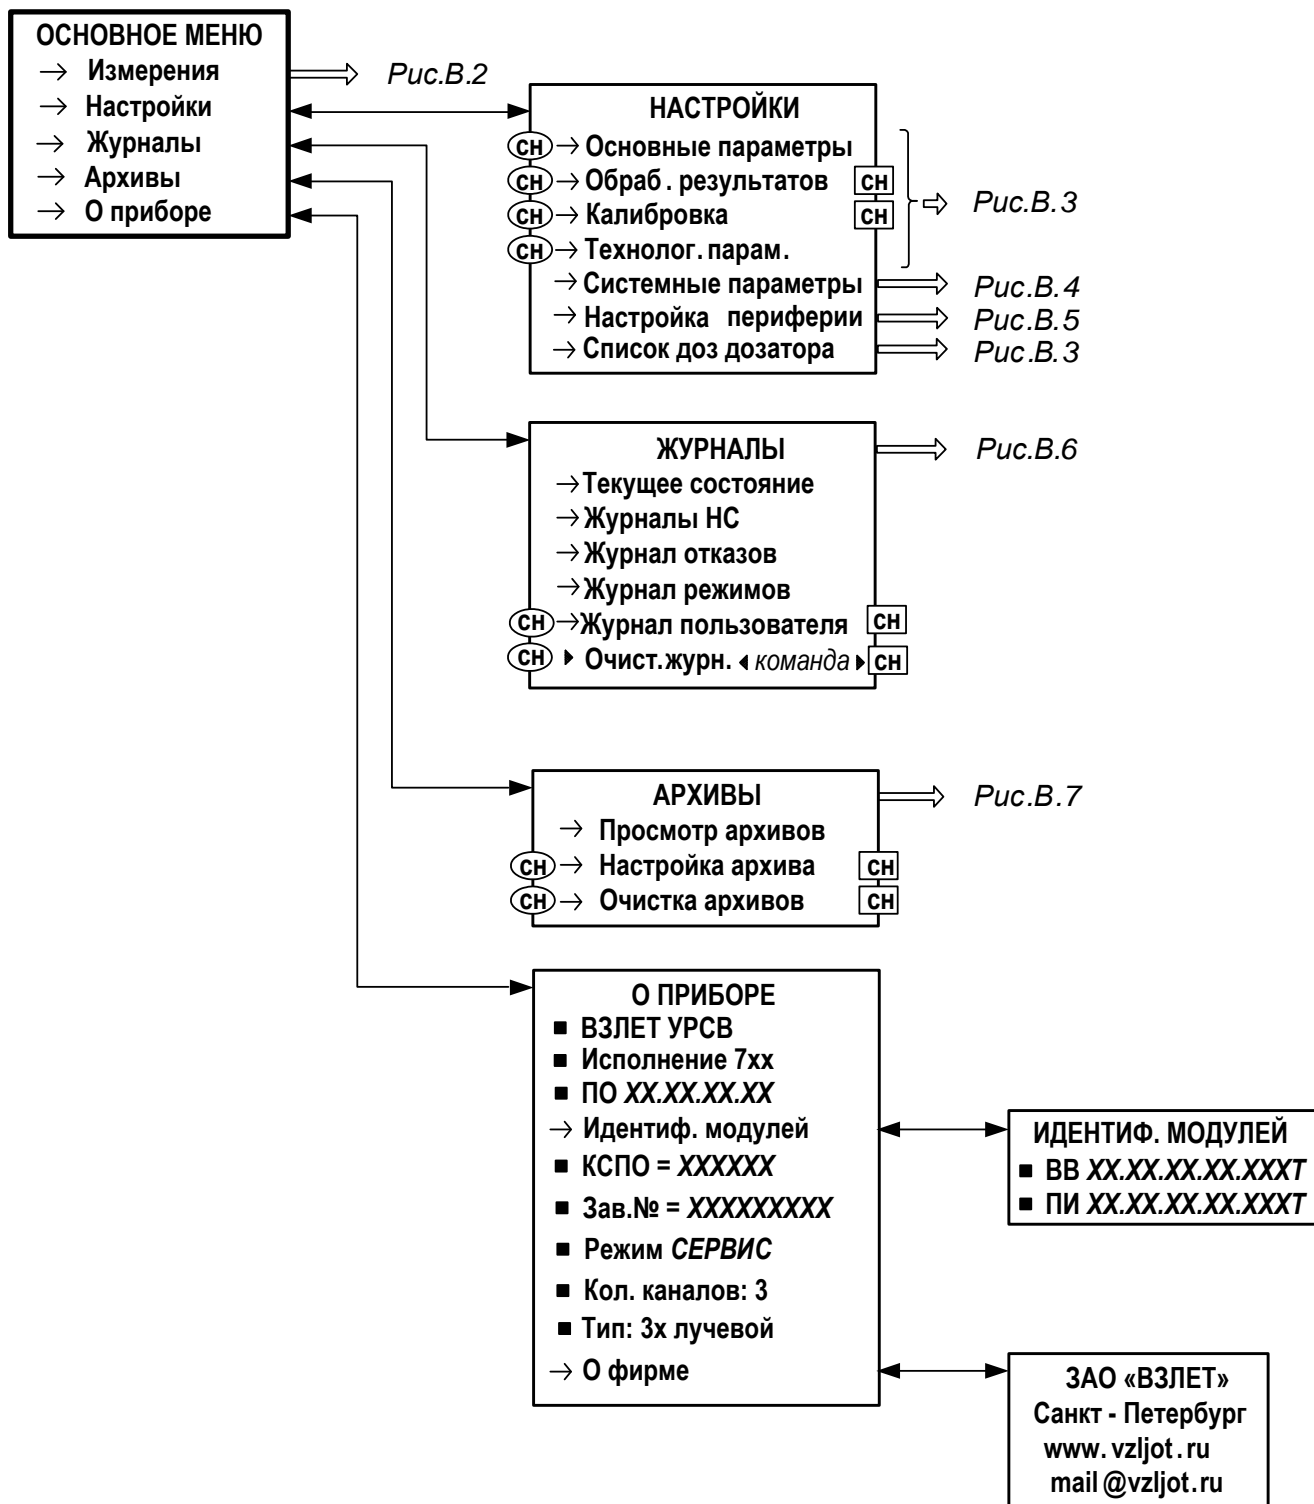 ОСНОВНОЕ МЕНЮ
→ Измерения
Рис.В.2
→ Настройки
→ Журналы
→ Архивы
→ О приборе
НАСТРОЙКИ
СН → Основные параметры
СН → Обраб. результатов СН
СН → Калибровка СН
СН → Технолог. парам.
Рис.В.3
→ Системные параметры Рис.В.4
→ Настройка периферии Рис.В.5
→ Список доз дозатора Рис.В.3
ЖУРНАЛЫ Рис.В.6
→ Текущее состояние
→ Журналы НС
→ Журнал отказов
→ Журнал режимов
СН → Журнал пользователя СН
СН Очист.журн. команда СН
АРХИВЫ Рис.В.7
→ Просмотр архивов
СН → Настройка архива СН
СН → Очистка архивов СН
О ПРИБОРЕ
■ ВЗЛЕТ УРСВ
■ Исполнение 7хх
■ ПО XX.XX.XX.XX
→ Идентиф. модулей
■ КСПО = XXXXXX
■ Зав.№ = XXXXXXXXX
■ Режим СЕРВИС
■ Кол. каналов: 3
■ Тип: 3х лучевой
→ О фирме
ИДЕНТИФ. МОДУЛЕЙ
■ ВВ XX.XX.XX.XX.XXXT
■ ПИ XX.XX.XX.XX.XXXT
ЗАО «ВЗЛЕТ»
Санкт - Петербург
www.vzljot.ru
mail@vzljot.ru